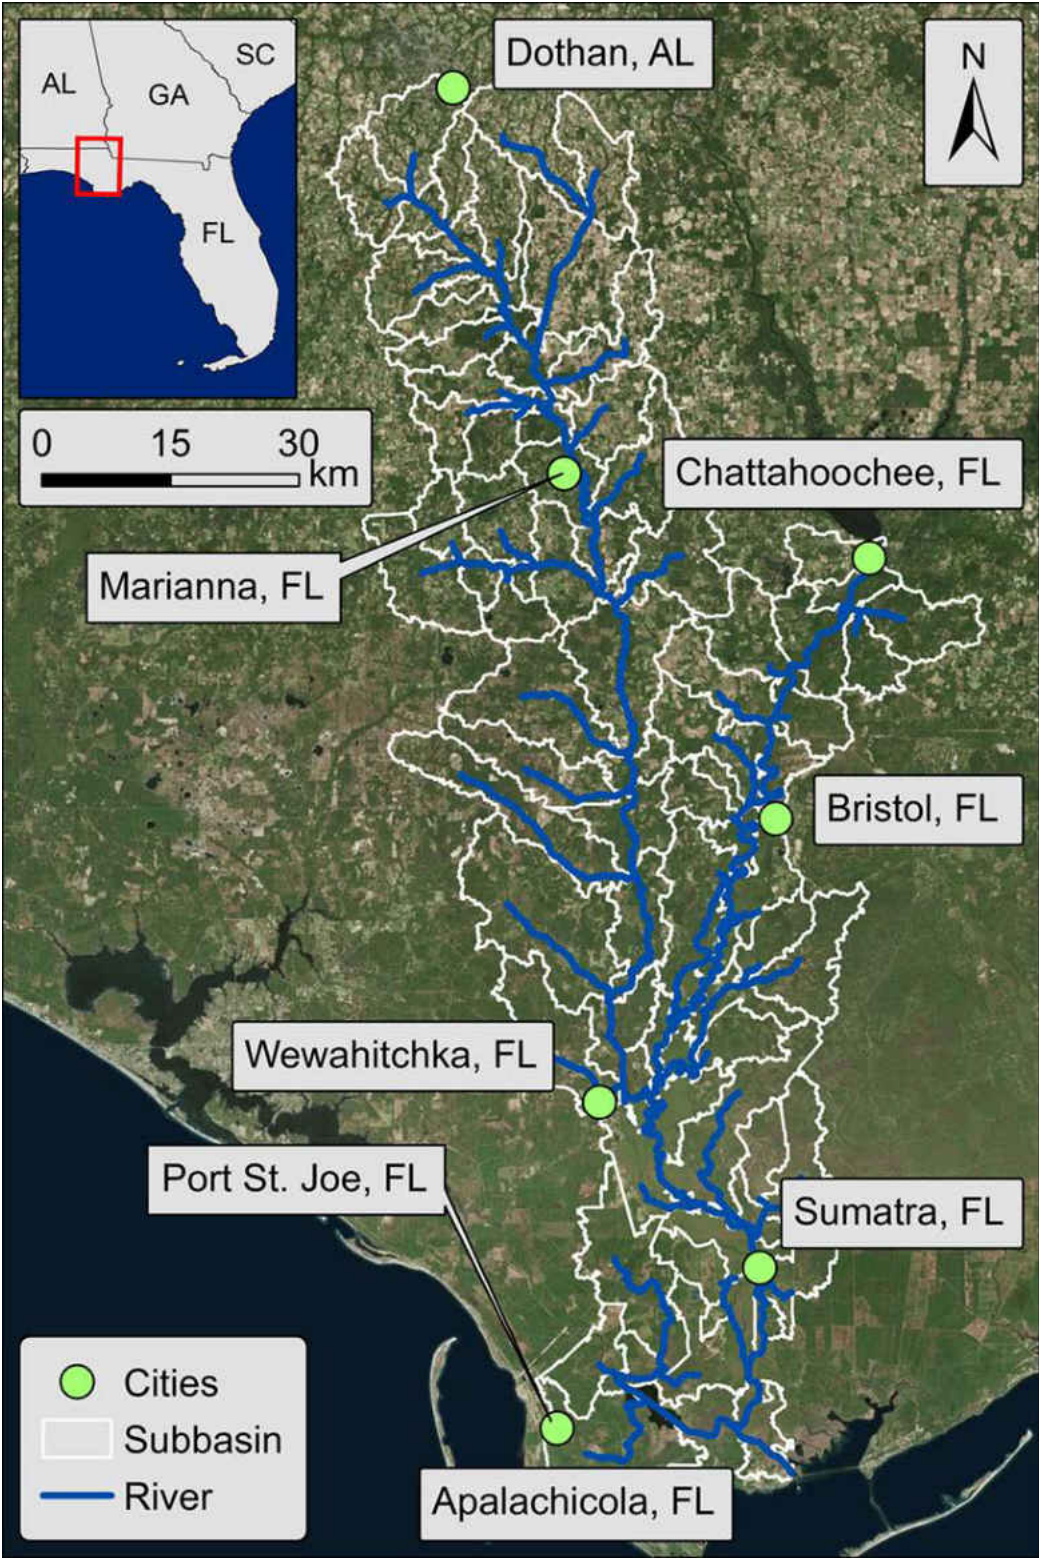 Dothan, AL
N
AL
GA
SC
FL
0 15 30
km
Chattahoochee, FL
Marianna, FL
Bristol, FL
Wewahitchka, FL
Port St. Joe, FL
Sumatra, FL
Cities
Subbasin
River
Apalachicola, FL